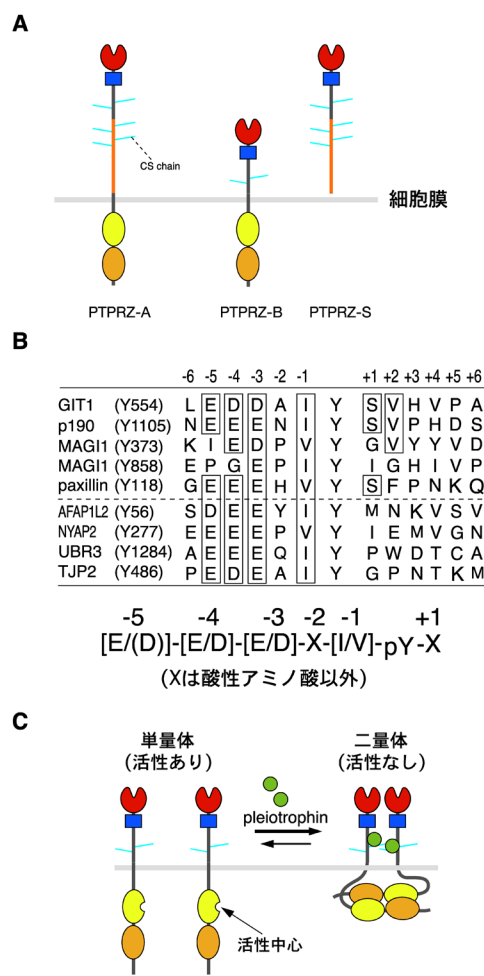 A
CS chain
細胞膜
PTPRZ-A PTPRZ-B PTPRZ-S
B
-6 -5 -4 -3 -2 -1 +1 +2 +3 +4 +5 +6
GIT1 (Y554) L E D D A I Y S V H V P A
p190 (Y1105) N E E E N I Y S V P H D S
MAGI1 (Y373) K I E D P V Y G V Y Y V D
MAGI1 (Y858) E P G E P I Y I G H I V P
paxillin (Y118) G E E E H V Y S F P N K Q
AFAP1L2 (Y56) S D E E Y I Y M N K V S V
NYAP2 (Y277) E E E E P V Y I E M V G N
UBR3 (Y1284) A E E E Q I Y P W D T C A
TJP2 (Y486) P E D E A I Y G P N T K M
-5 -4 -3 -2 -1 +1
[E/(D)]-[E/D]-[E/D]-X-[I/V]-pY-X
(Xは酸性アミノ酸以外)
C
単量体
(活性あり)
二量体
(活性なし)
pleiotrophin
活性中心